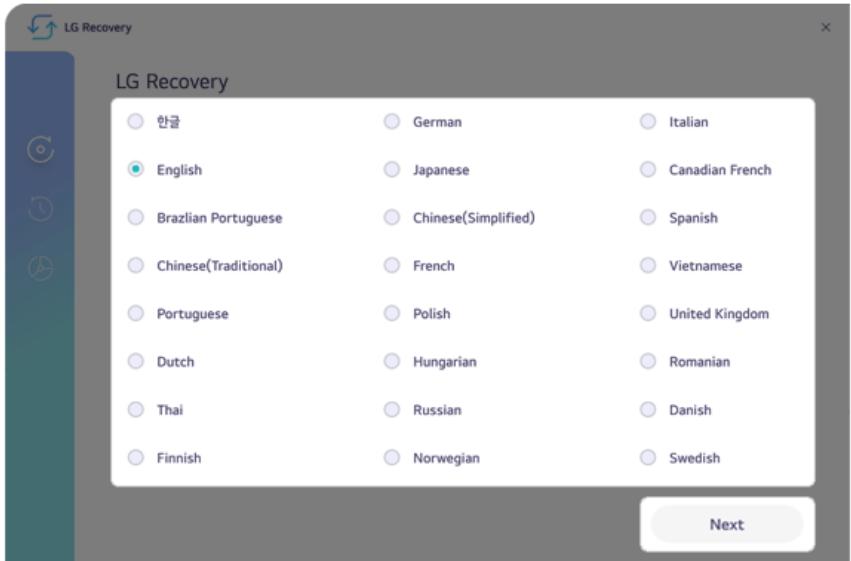 LG Recovery
LG Recovery
한글 German Italian
English Japanese Canadian French
Brazlian Portuguese Chinese(Simplified) Spanish
Chinese(Traditional) French Vietnamese
Portuguese Polish United Kingdom
Dutch Hungarian Romanian
Thai Russian Danish
Finnish Norwegian Swedish
Next